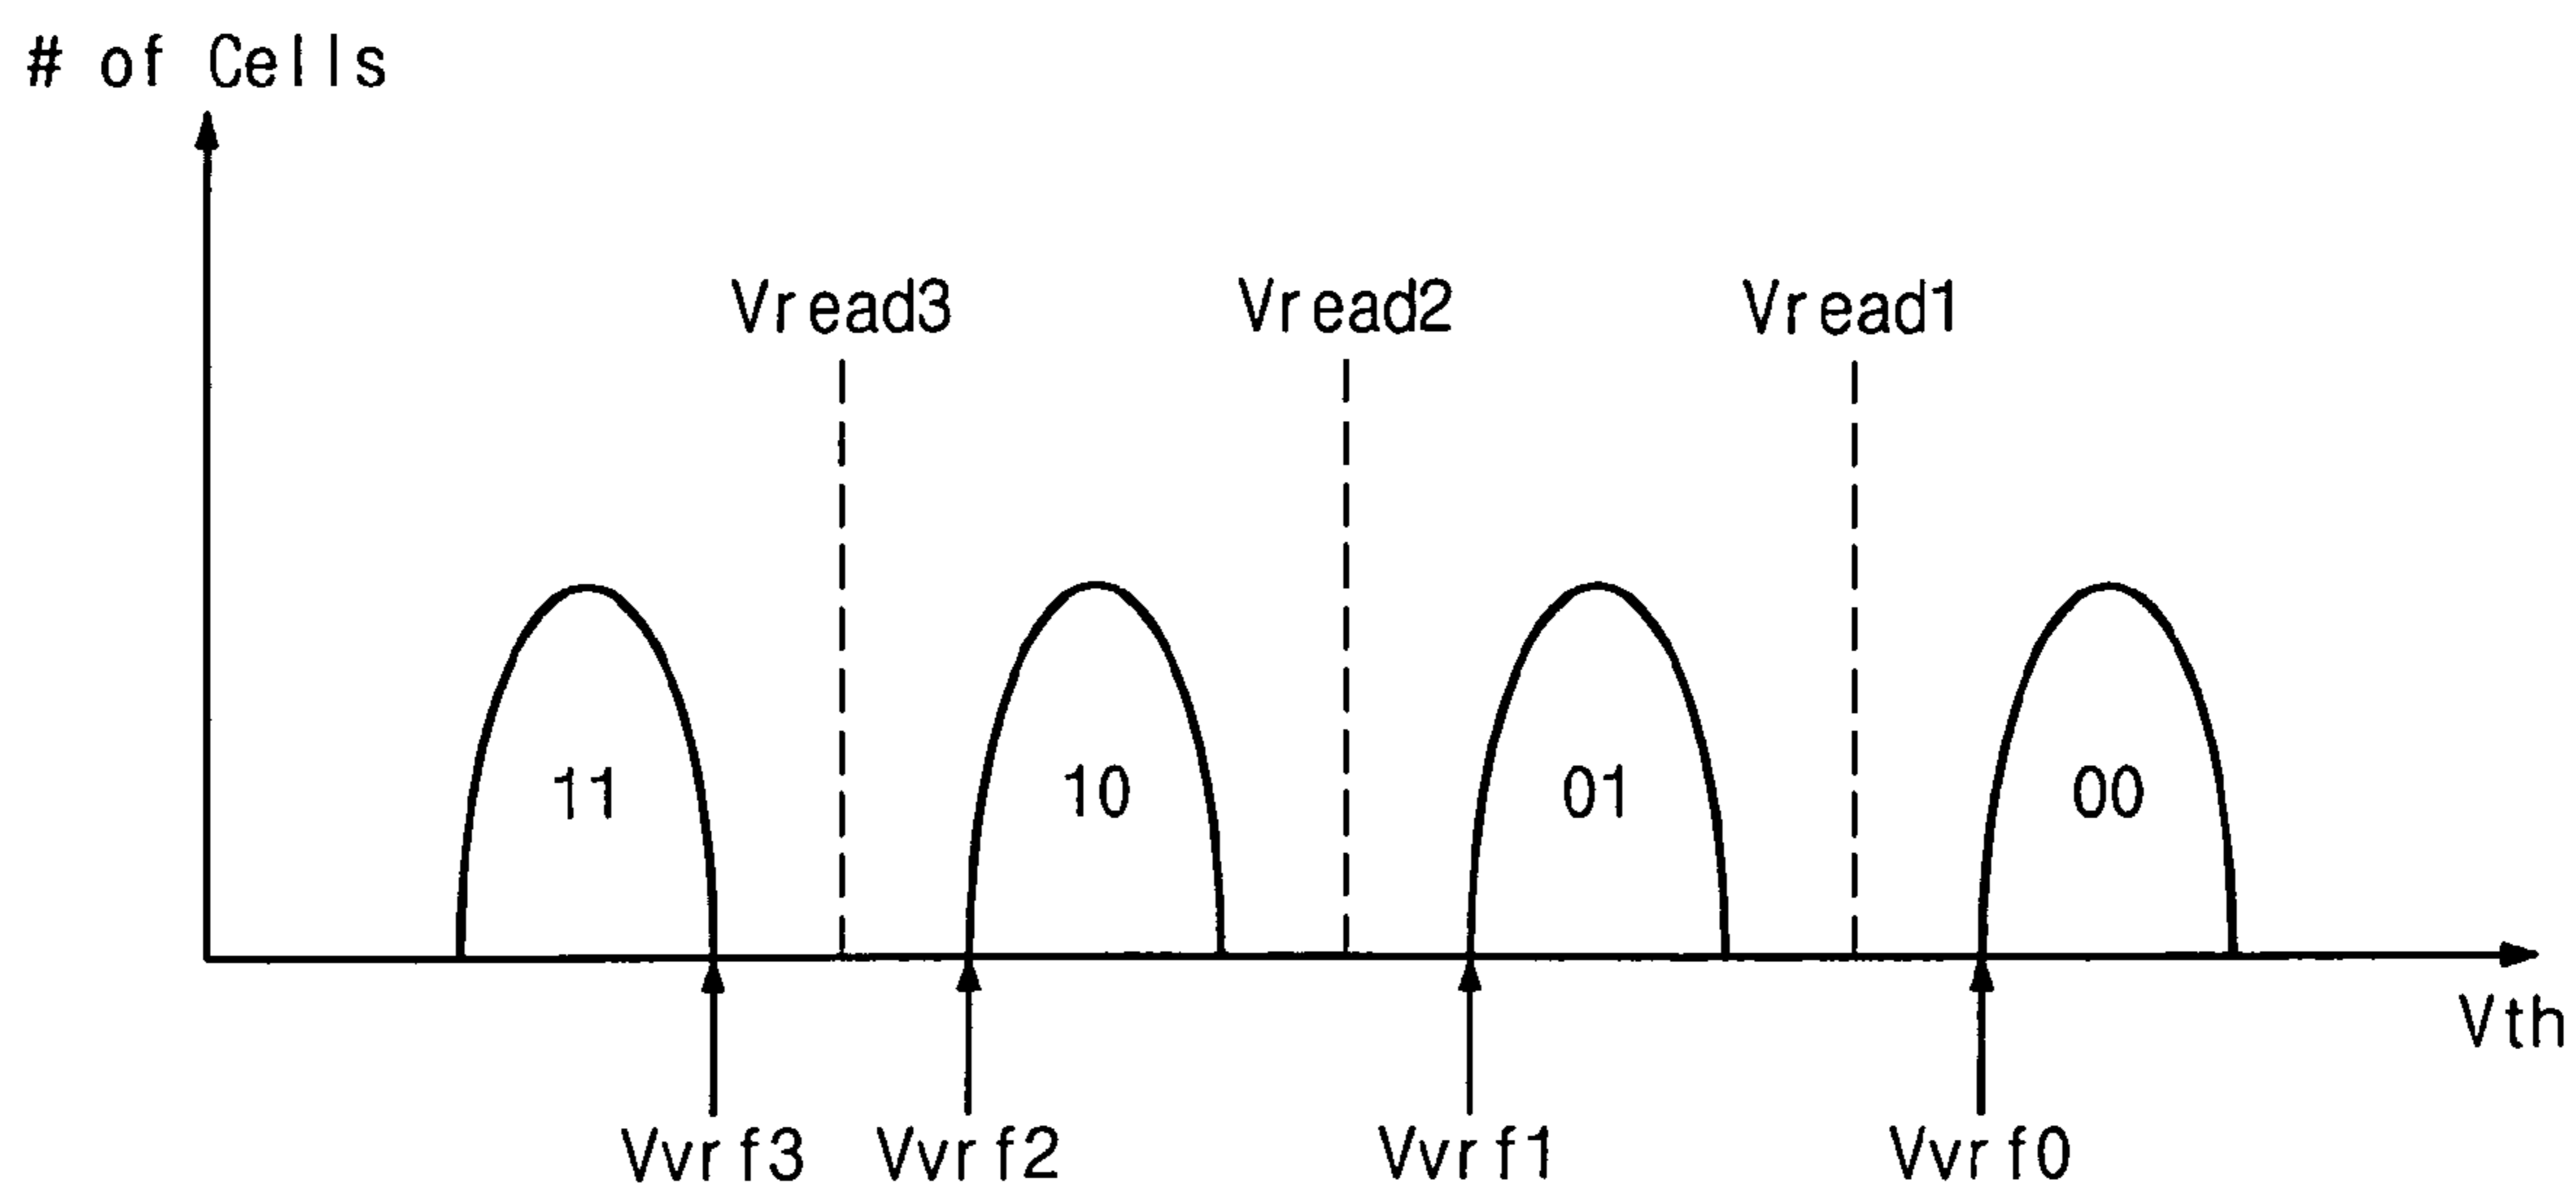 # of Cells
Vread3 Vread2 Vread1
11 10 01 00
Vth
Vvrf3 Vvrf2 Vvrf1 Vvrf0